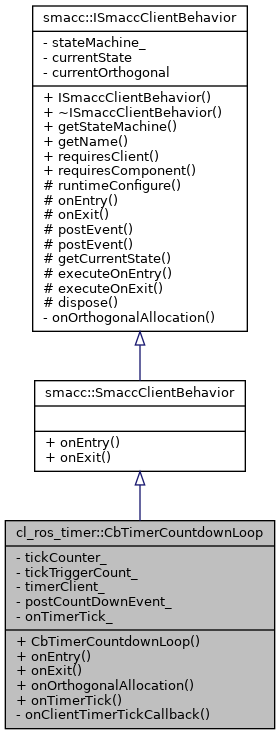 smacc::ISmaccClientBehavior
- stateMachine_
- currentState
- currentOrthogonal
+ ISmaccClientBehavior()
+ ~ISmaccClientBehavior()
+ getStateMachine()
+ getName()
+ requiresClient()
+ requiresComponent()
# runtimeConfigure()
# onEntry()
# onExit()
# postEvent()
# postEvent()
# getCurrentState()
# executeOnEntry()
# executeOnExit()
# dispose()
- onOrthogonalAllocation()
smacc::SmaccClientBehavior
+ onEntry()
+ onExit()
cl_ros_timer::CbTimerCountdownLoop
- tickCounter_
- tickTriggerCount_
- timerClient_
- postCountDownEvent_
- onTimerTick_
+ CbTimerCountdownLoop()
+ onEntry()
+ onExit()
+ onOrthogonalAllocation()
+ onTimerTick()
- onClientTimerTickCallback()